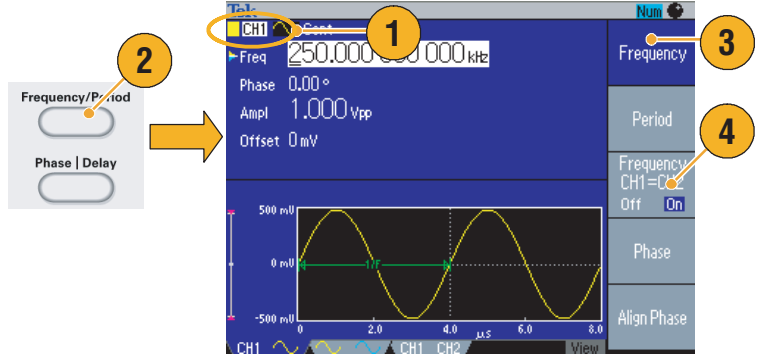 Tek
Num
CH1 Cont
Freq 250.000 000 000 kHz
Phase 0.00 °
Ampl 1.000 Vpp
Offset 0 mV
1
2
3
4
Frequency/Period
Phase | Delay
Frequency
Period
Frequency
CH1=CH2
Off On
Phase
Align Phase
500 mV
0 mV
-500 mV
1/F
0 2.0 4.0 µs 6.0 8.0
CH1 CH1 CH2 View